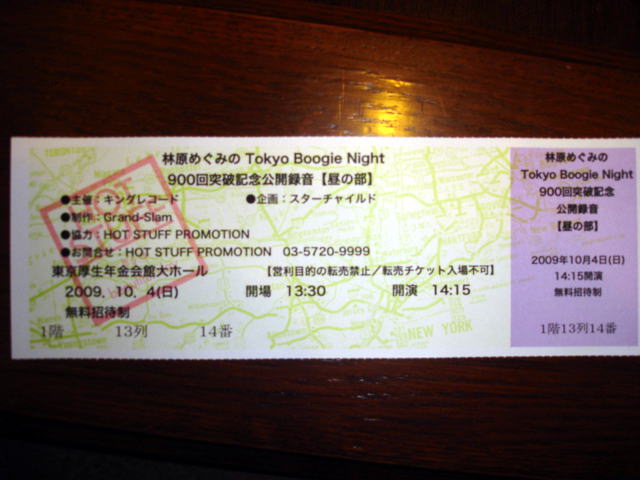 林原めぐみの Tokyo Boogie Night
900回突破記念公開録音【昼の部】
●主催：キングレコード ●企画：スターチャイルド
●制作：Grand-Slam
●協力：HOT STUFF PROMOTION
●お問合せ：HOT STUFF PROMOTION 03-5720-9999
東京厚生年金会館大ホール 【営利目的の転売禁止／転売チケット入場不可】
2009. 10. 4(日) 開場 13:30 開演 14:15
無料招待制
1階 13列 14番
NEW YORK
林原めぐみの
Tokyo Boogie Night
900回突破記念
公開録音
【昼の部】
2009年10月4日(日)
14:15開演
無料招待制
1階13列14番